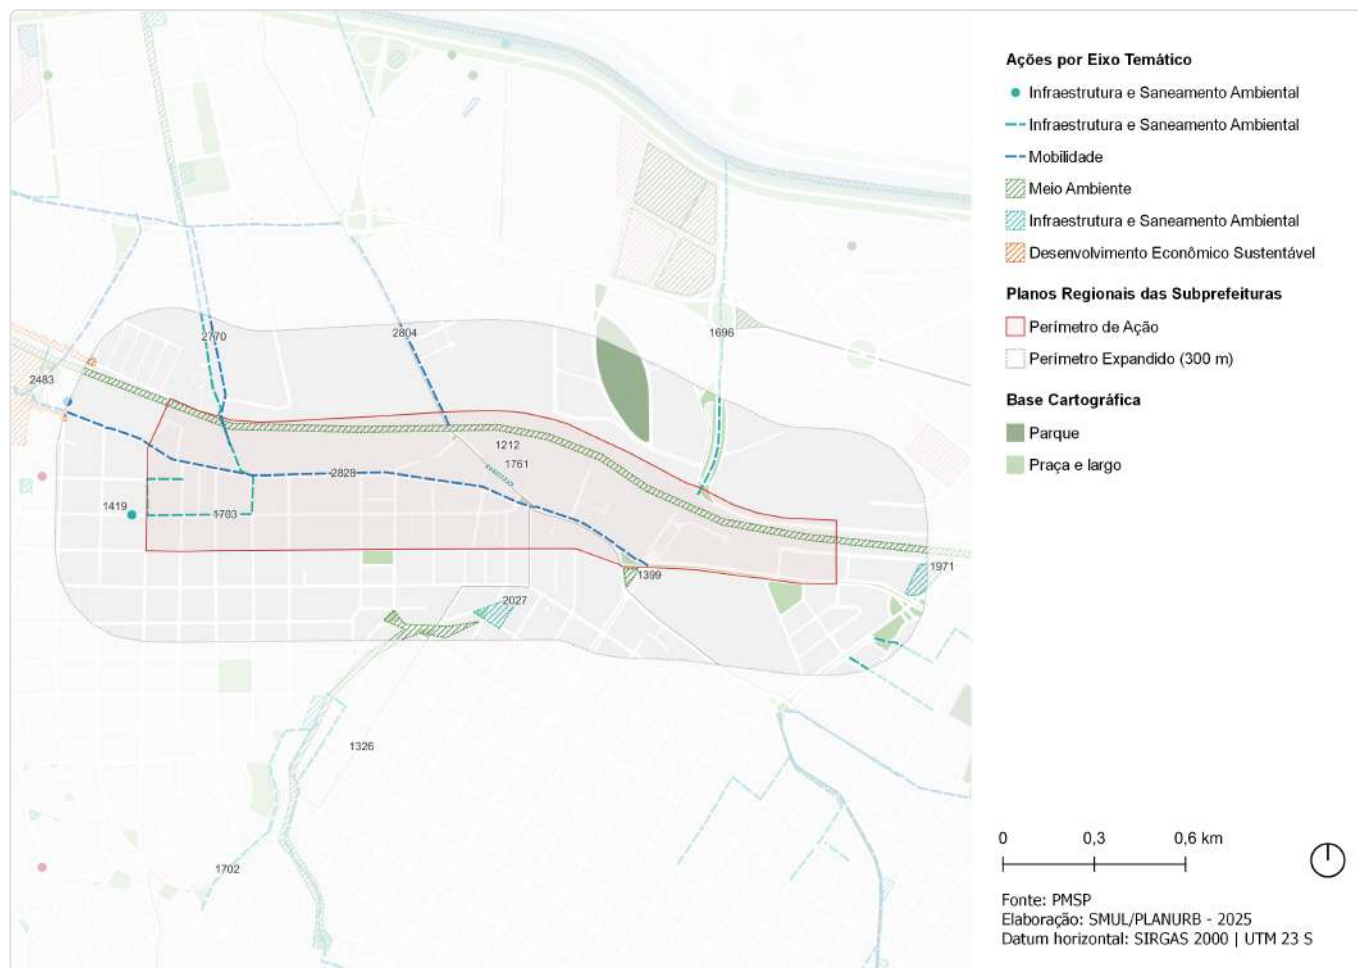 2770
2804
1696
2483
1212
1761
2828
1419
1703
1399
1971
2027
1326
1702
Ações por Eixo Temático
Infraestrutura e Saneamento Ambiental
Infraestrutura e Saneamento Ambiental
Mobilidade
Meio Ambiente
Infraestrutura e Saneamento Ambiental
Desenvolvimento Econômico Sustentável
Planos Regionais das Subprefeituras
Perímetro de Ação
Perímetro Expandido (300 m)
Base Cartográfica
Parque
Praça e largo
0 0,3 0,6 km
Fonte: PMSP
Elaboração: SMUL/PLANURB - 2025
Datum horizontal: SIRGAS 2000 | UTM 23 S